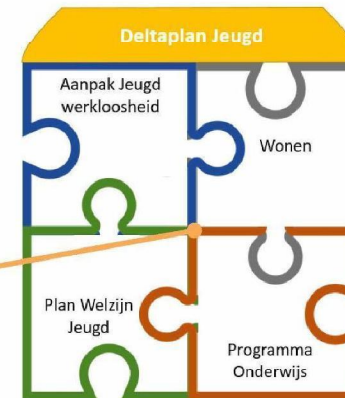 Deltaplan Jeugd
Aanpak Jeugd
werkloosheid
Wonen
Plan Welzijn
Jeugd
Programma
Onderwijs